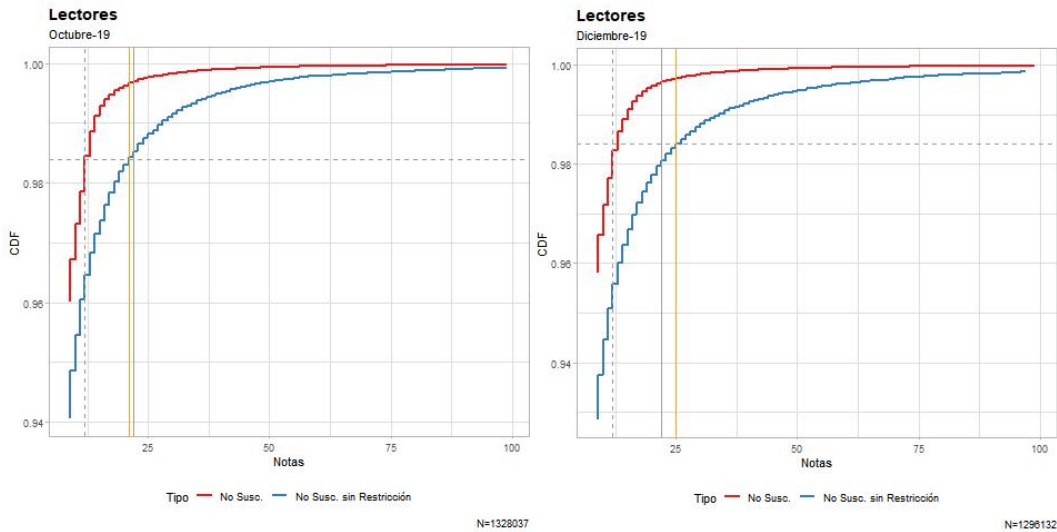 Lectores
Octubre-19
1.00
0.98
0.96
0.94
CDF
25
50
75
100
Notas
Tipo No Susc. No Susc. sin Restricción
N=1328037
Lectores
Diciembre-19
1.00
0.98
0.96
0.94
CDF
25
50
75
100
Notas
Tipo No Susc. No Susc. sin Restricción
N=1296132